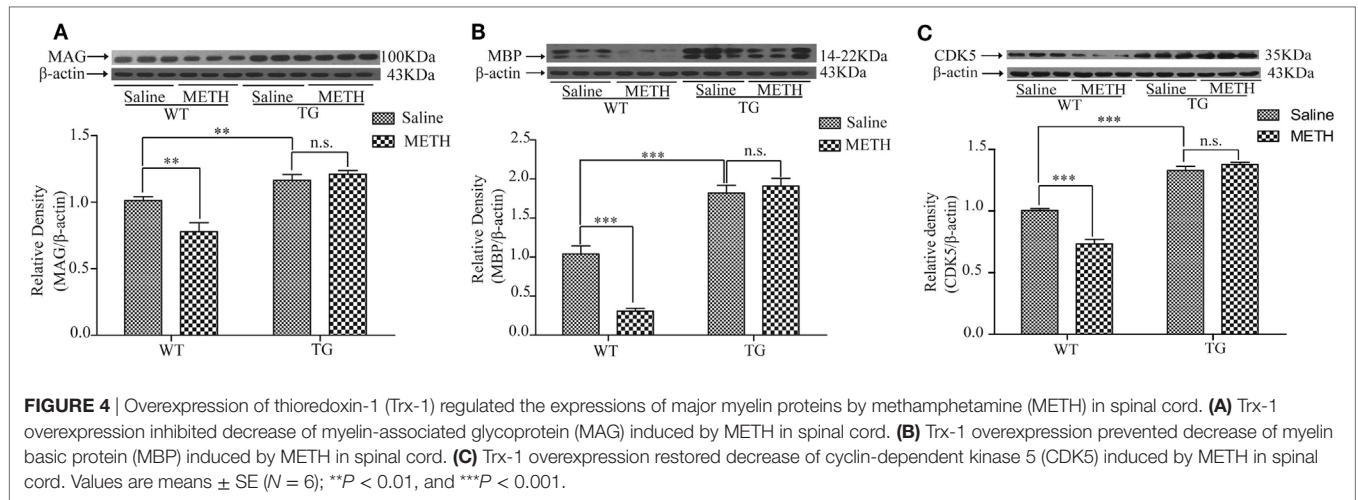 A
MAG
100KDa
β-actin
43KDa
Saline METH Saline METH
WT TG
Saline
METH
Relative Density
(MAG/β-actin)
1.5
1.0
0.5
0.0
**
**
n.s.
WT TG
B
MBP
14-22KDa
β-actin
43KDa
Saline METH Saline METH
WT TG
Saline
METH
Relative Density
(MBP/β-actin)
2.5
2.0
1.5
1.0
0.5
0.0
***
***
n.s.
WT TG
C
CDK5
35KDa
β-actin
43KDa
Saline METH Saline METH
WT TG
Saline
METH
Relative density
(CDK5/β-actin)
1.5
1.0
0.5
0.0
***
***
n.s.
WT TG
FIGURE 4 | Overexpression of thioredoxin-1 (Trx-1) regulated the expressions of major myelin proteins by methamphetamine (METH) in spinal cord. (A) Trx-1
overexpression inhibited decrease of myelin-associated glycoprotein (MAG) induced by METH in spinal cord. (B) Trx-1 overexpression prevented decrease of myelin
basic protein (MBP) induced by METH in spinal cord. (C) Trx-1 overexpression restored decrease of cyclin-dependent kinase 5 (CDK5) induced by METH in spinal
cord. Values are means ± SE (N = 6); **P < 0.01, and ***P < 0.001.